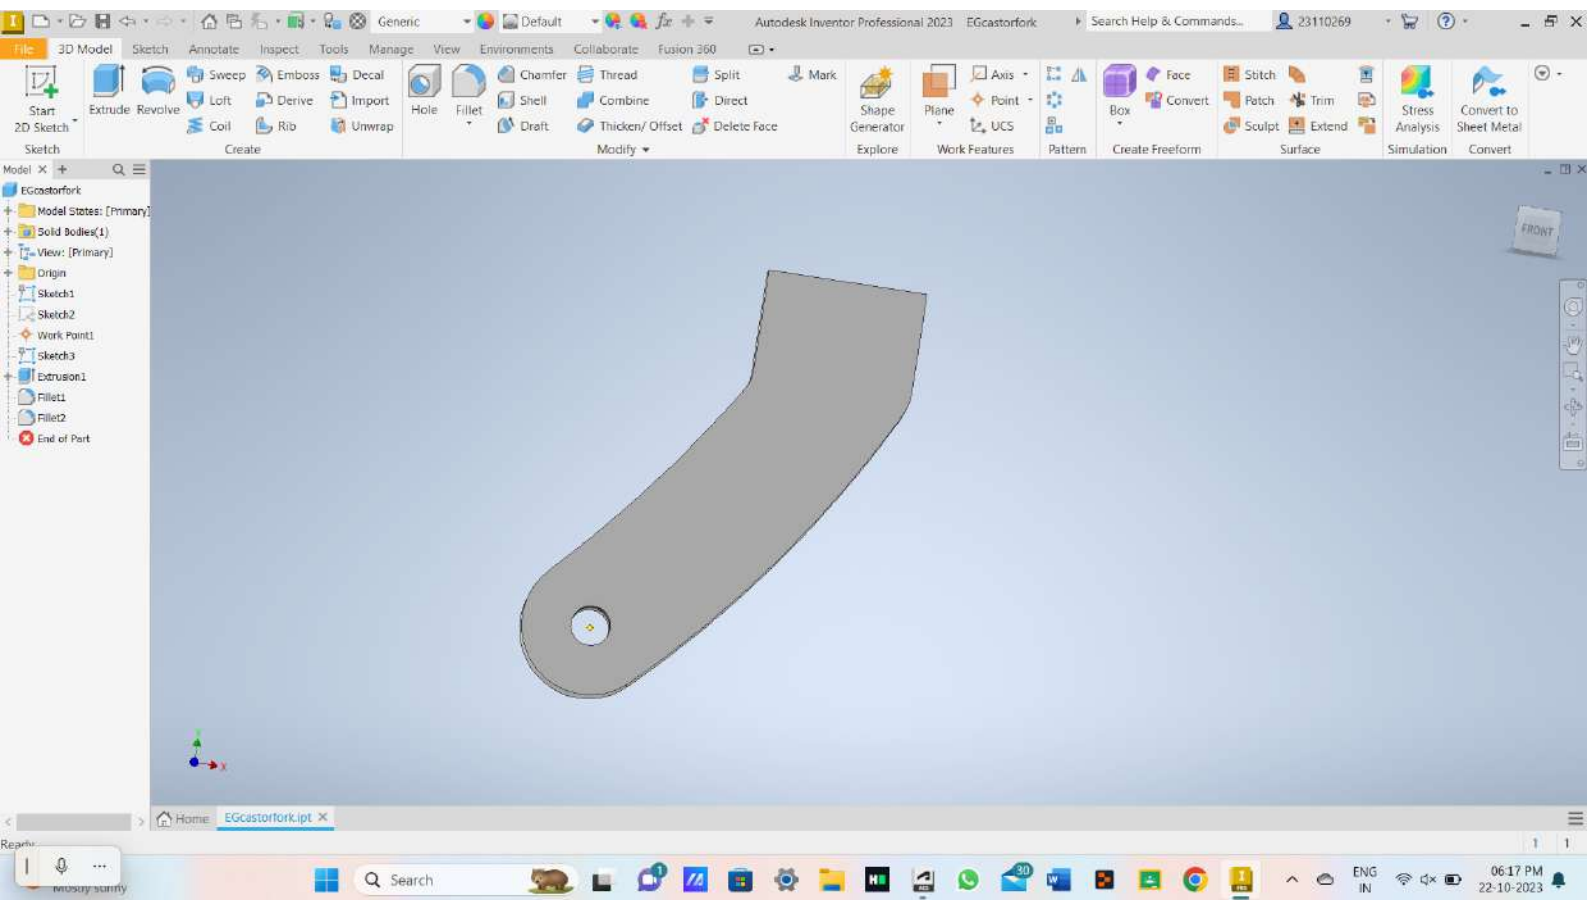 Generic Default Autodesk Inventor Professional 2023 EGcastorfork Search Help & Commands... 23110269
File 3D Model Sketch Annotate Inspect Tools Manage View Environments Collaborate Fusion 360
Sweep Emboss Decal Chamfer Thread Split Mark Axis Face Stitch
Start 2D Sketch Extrude Revolve Loft Derive Import Hole Fillet Shell Combine Direct Shape Generator Plane Point Box Convert Patch Trim Stress Analysis Convert to Sheet Metal
Coil Rib Unwrap Draft Thicken/ Offset Delete Face UCS Sculpt Extend
Sketch Create Modify Explore Work Features Pattern Create Freeform Surface Simulation Convert
Model
EGcastorfork
Model States: [Primary]
Solid Bodies(1)
View: [Primary]
Origin
Sketch1
Sketch2
Work Point1
Sketch3
Extrusion1
Fillet1
Fillet2
End of Part
FRONT
X
Home EGcastorfork.ipt
Ready 1 1
Search 1 30 ENG 06:17 PM
Mostly sunny IN 22-10-2023